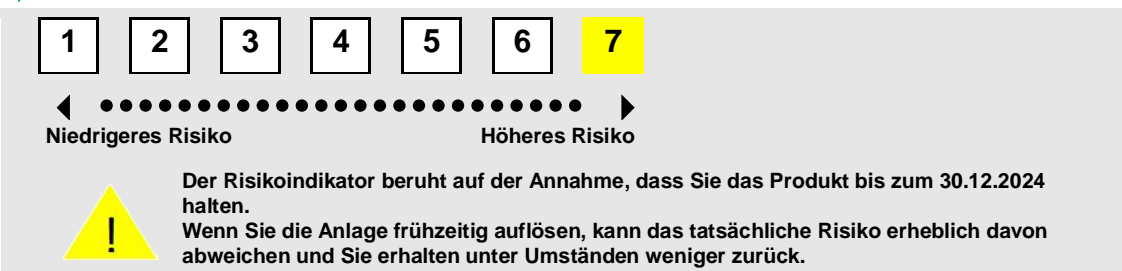 1 2 3 4 5 6 7
Niedrigeres Risiko Höheres Risiko
Der Risikoindikator beruht auf der Annahme, dass Sie das Produkt bis zum 30.12.2024
halten.
! Wenn Sie die Anlage frühzeitig auflösen, kann das tatsächliche Risiko erheblich davon
abweichen und Sie erhalten unter Umständen weniger zurück.